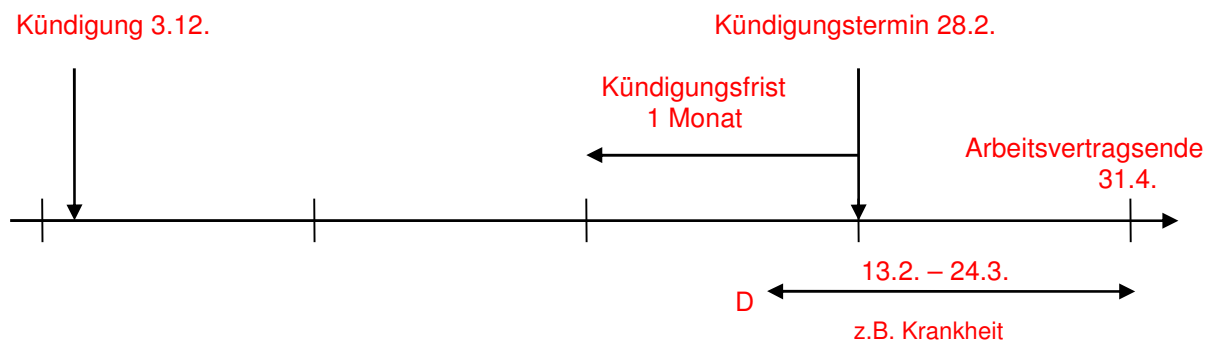 Kündigung 3.12.
Kündigungstermin 28.2.
Kündigungsfrist
1 Monat
Arbeitsvertragsende
31.4.
13.2. – 24.3.
D
z.B. Krankheit